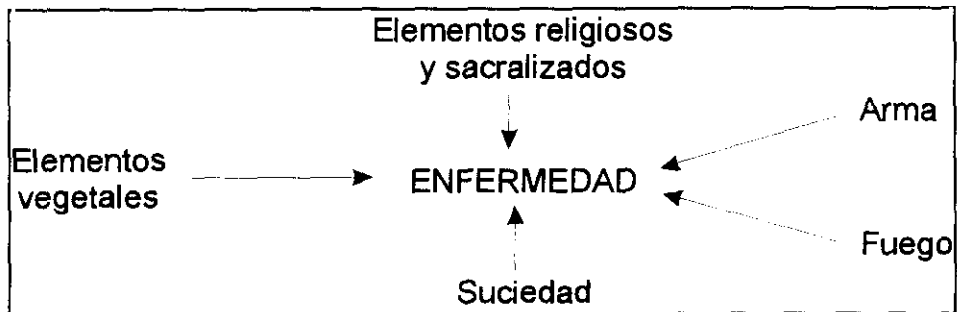 Elementos religiosos
y sacralizados
Arma
Elementos
vegetales
ENFERMEDAD
Fuego
Suciedad